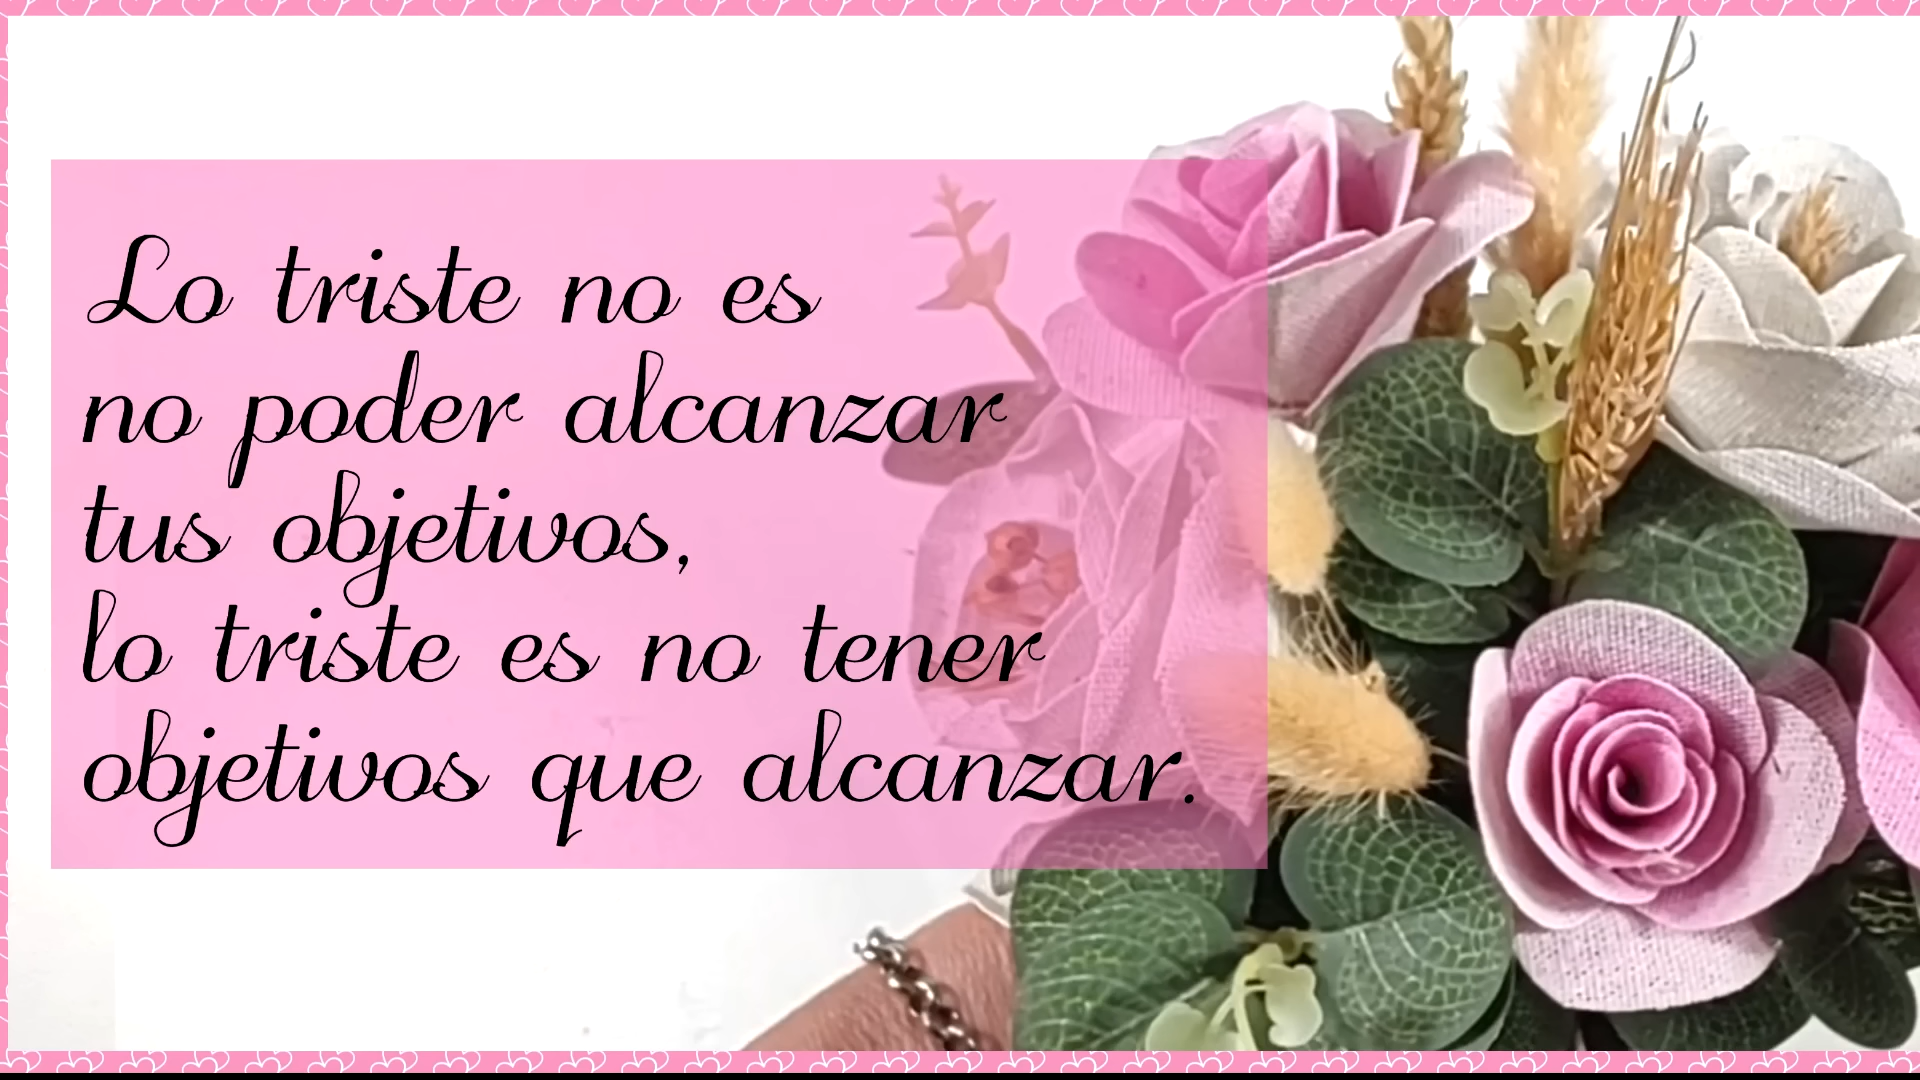 Lo triste no es
no poder alcanzar
tus objetivos,
lo triste es no tener
objetivos que alcanzar.